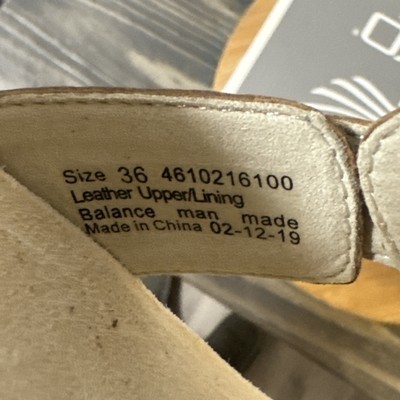 Size 36 4610216100
Leather Upper/Lining
Balance man made
Made in China 02-12-19